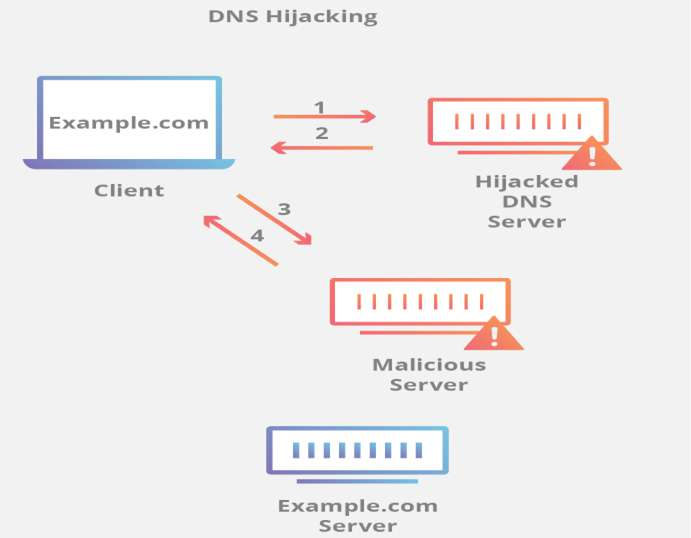 DNS Hijacking
Example.com
Client
1
2
Hijacked
DNS
Server
3
4
Malicious
Server
Example.com
Server